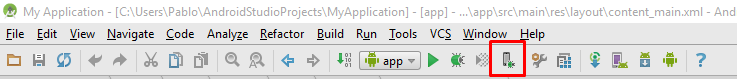 My Application - [C:\Users\Pablo\AndroidStudioProjects\MyApplication] - [app] - ...\app\src\main\res\layout\content_main.xml - And
File Edit View Navigate Code Analyze Refactor Build Run Tools VCS Window Help
app